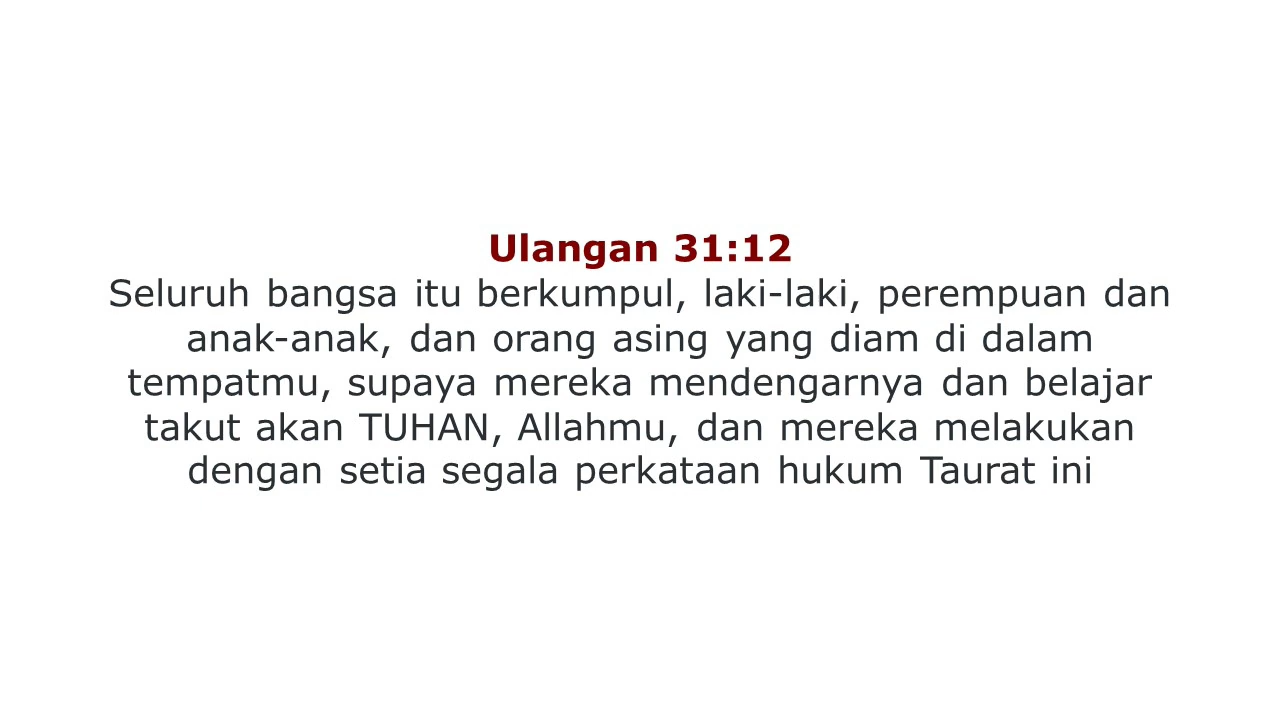 Ulangan 31:12
Seluruh bangsa itu berkumpul, laki-laki, perempuan dan
anak-anak, dan orang asing yang diam di dalam
tempatmu, supaya mereka mendengarnya dan belajar
takut akan TUHAN, Allahmu, dan mereka melakukan
dengan setia segala perkataan hukum Taurat ini